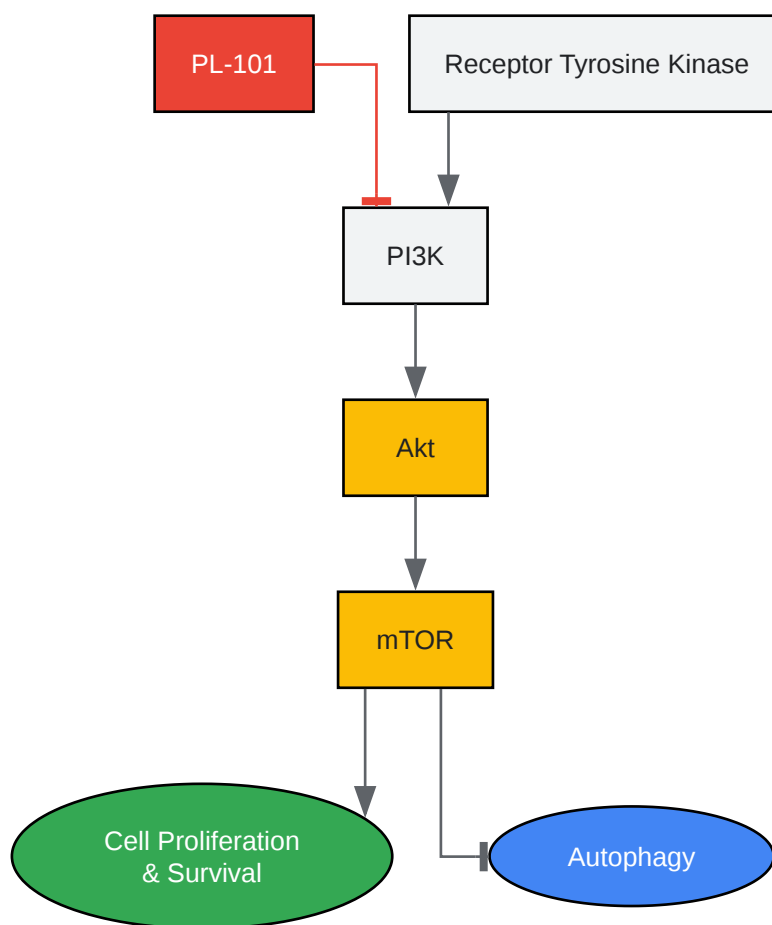 PL-101
Receptor Tyrosine Kinase
PI3K
Akt
mTOR
Cell Proliferation
& Survival
Autophagy